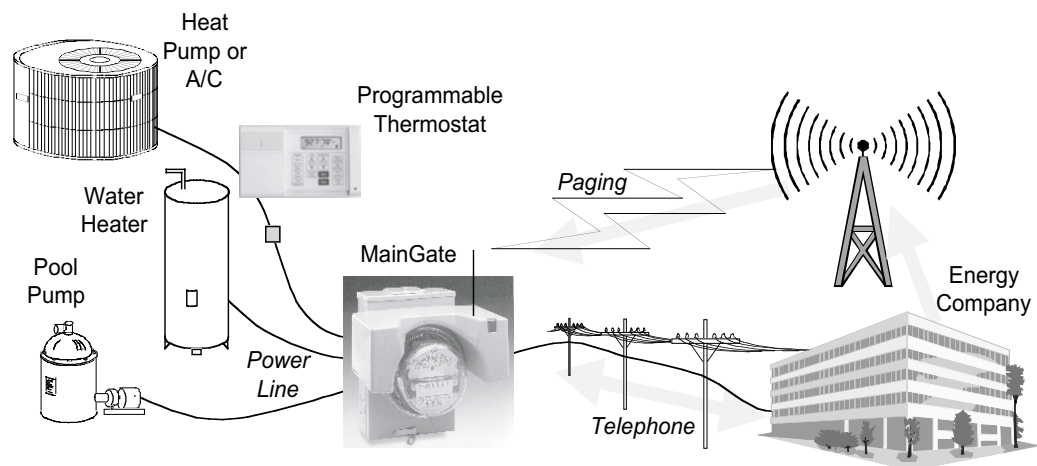 Heat
Pump or
A/C
Programmable
Thermostat
Water
Heater
Pool
Pump
Power
Line
MainGate
Paging
Telephone
Energy
Company